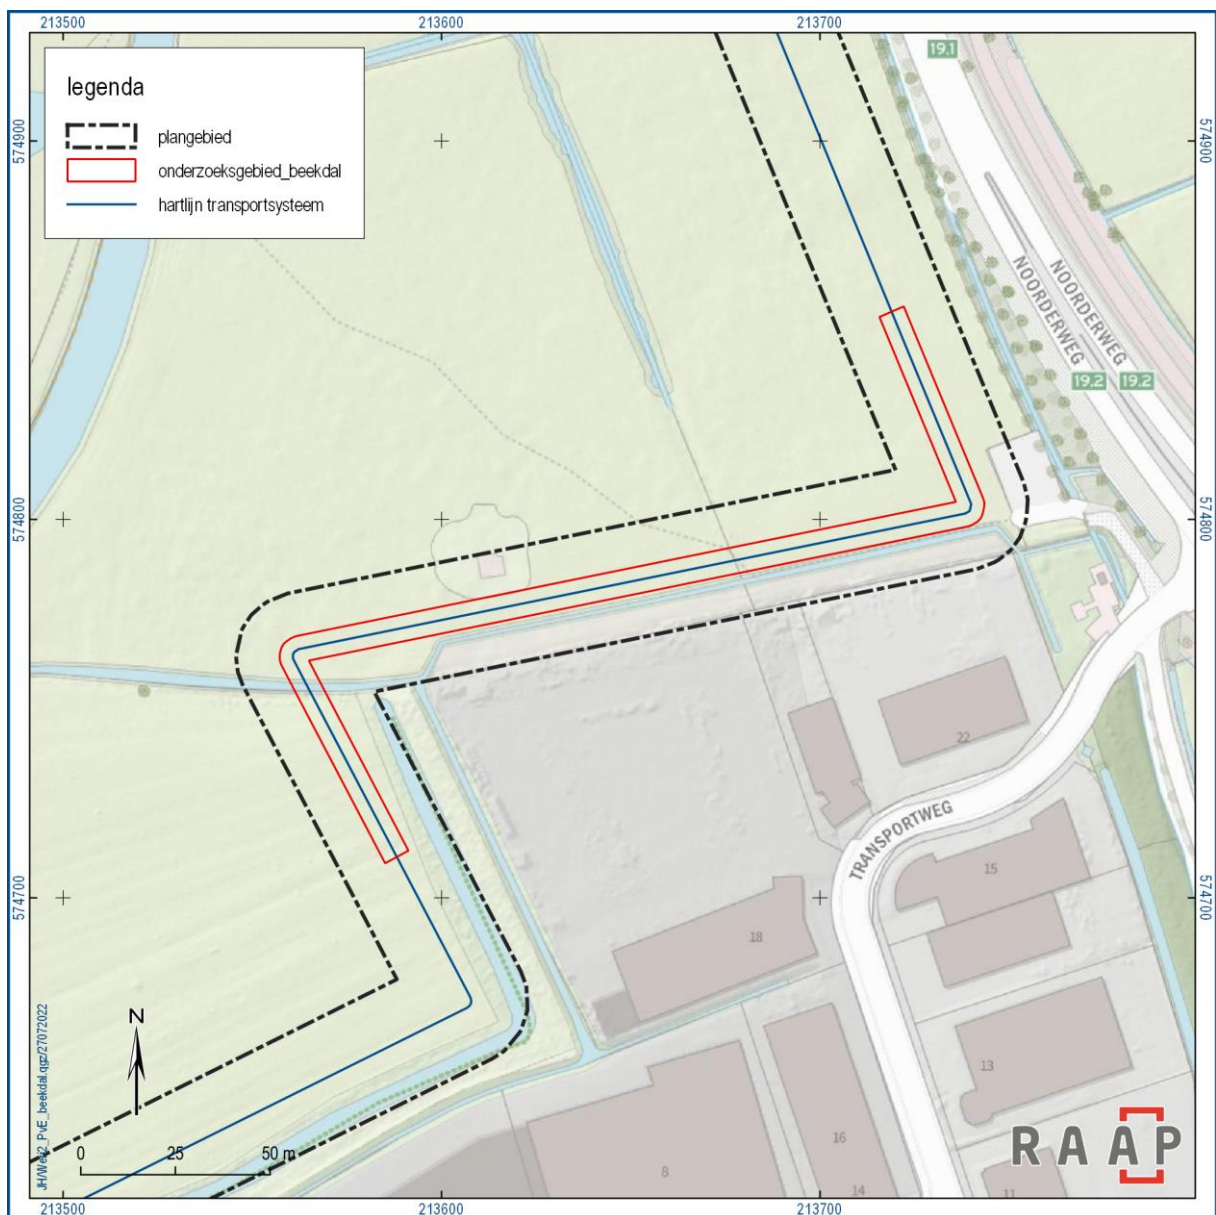 213500
213600
213700
legenda
plangebied
onderzoeksgebied_beekdal
hartlijn transportsysteem
19.1
574900
574900
NOORDERWEG
NOORDERWEG
19.2
19.2
574800
574800
22
TRANSPORTWEG
15
574700
574700
18
13
N
JH/Wei2_PvE_beekdal.qgz/27072022
0
25
50 m
16
8
14
11
RAAP
213500
213600
213700